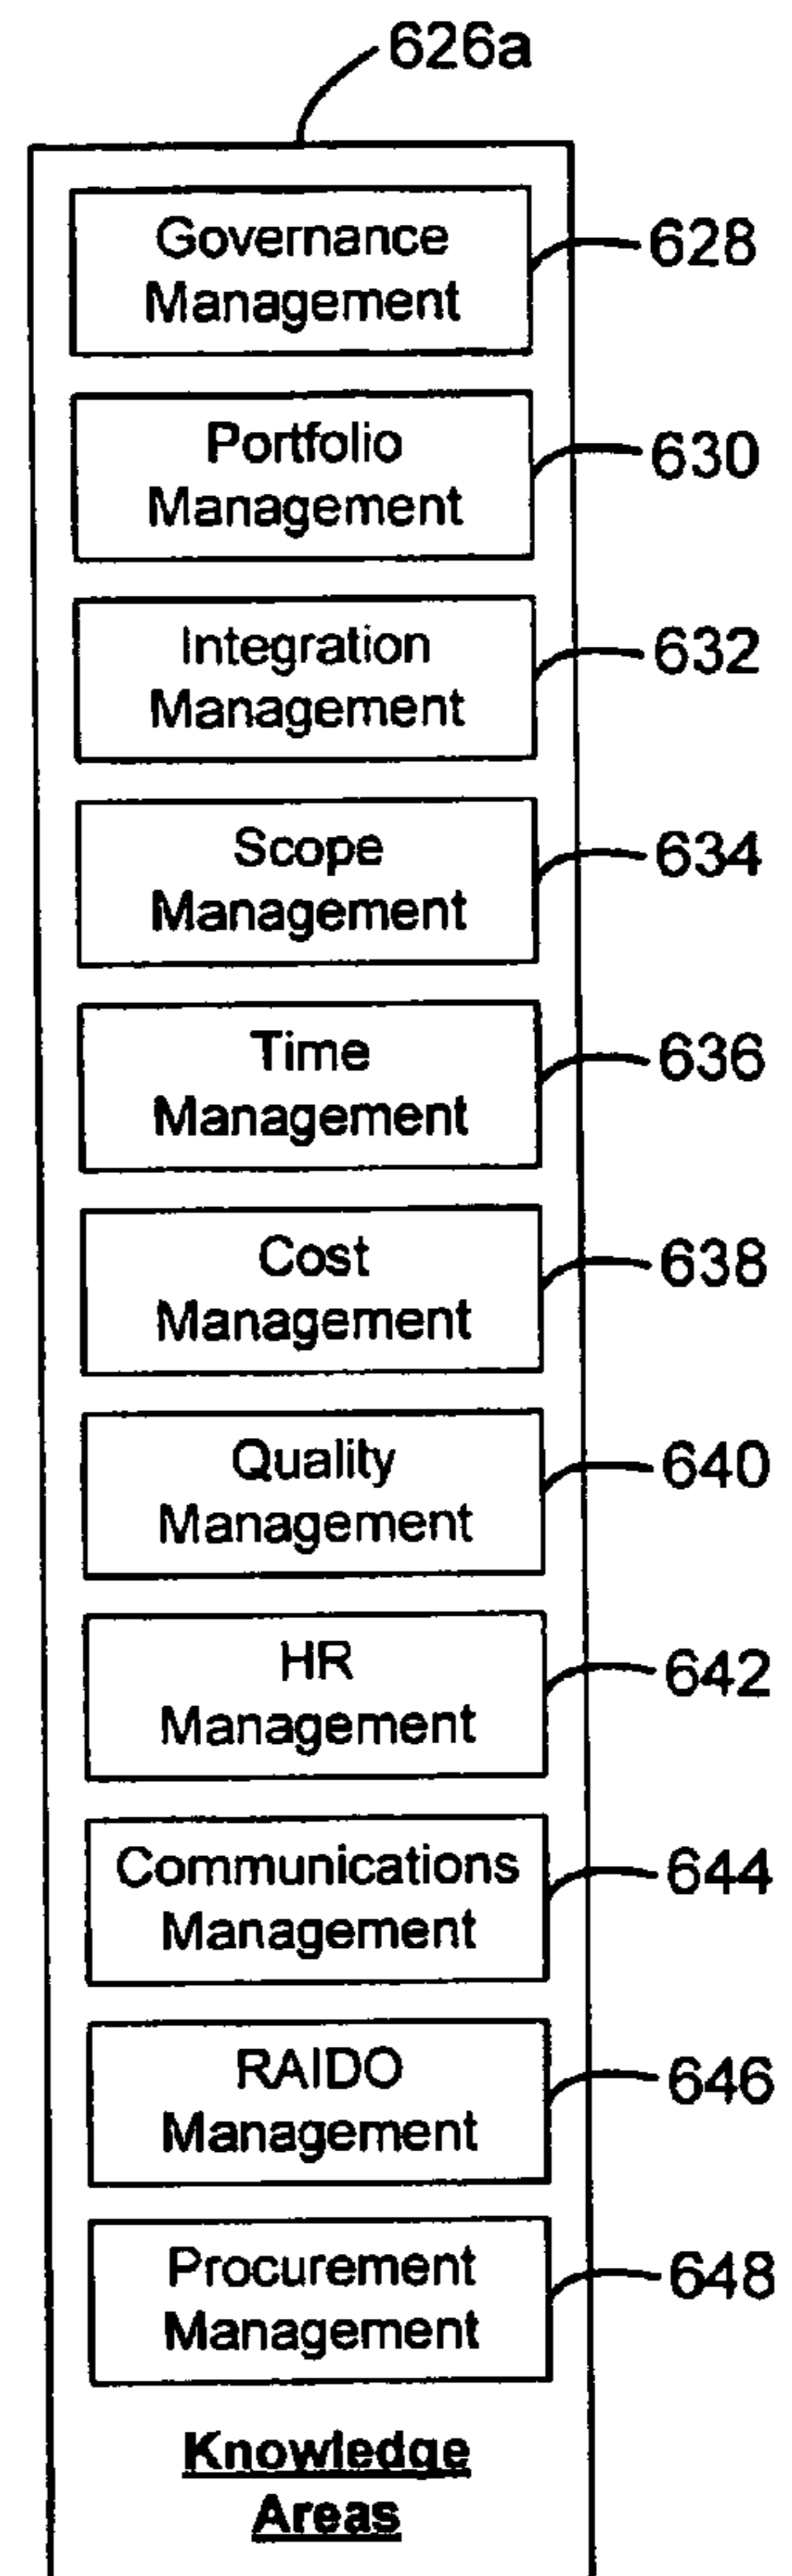 626a
Governance
Management
628
Portfolio
Management
630
Integration
Management
632
Scope
Management
634
Time
Management
636
Cost
Management
638
Quality
Management
640
HR
Management
642
Communications
Management
644
RAIDO
Management
646
Procurement
Management
648
Knowledge
Areas